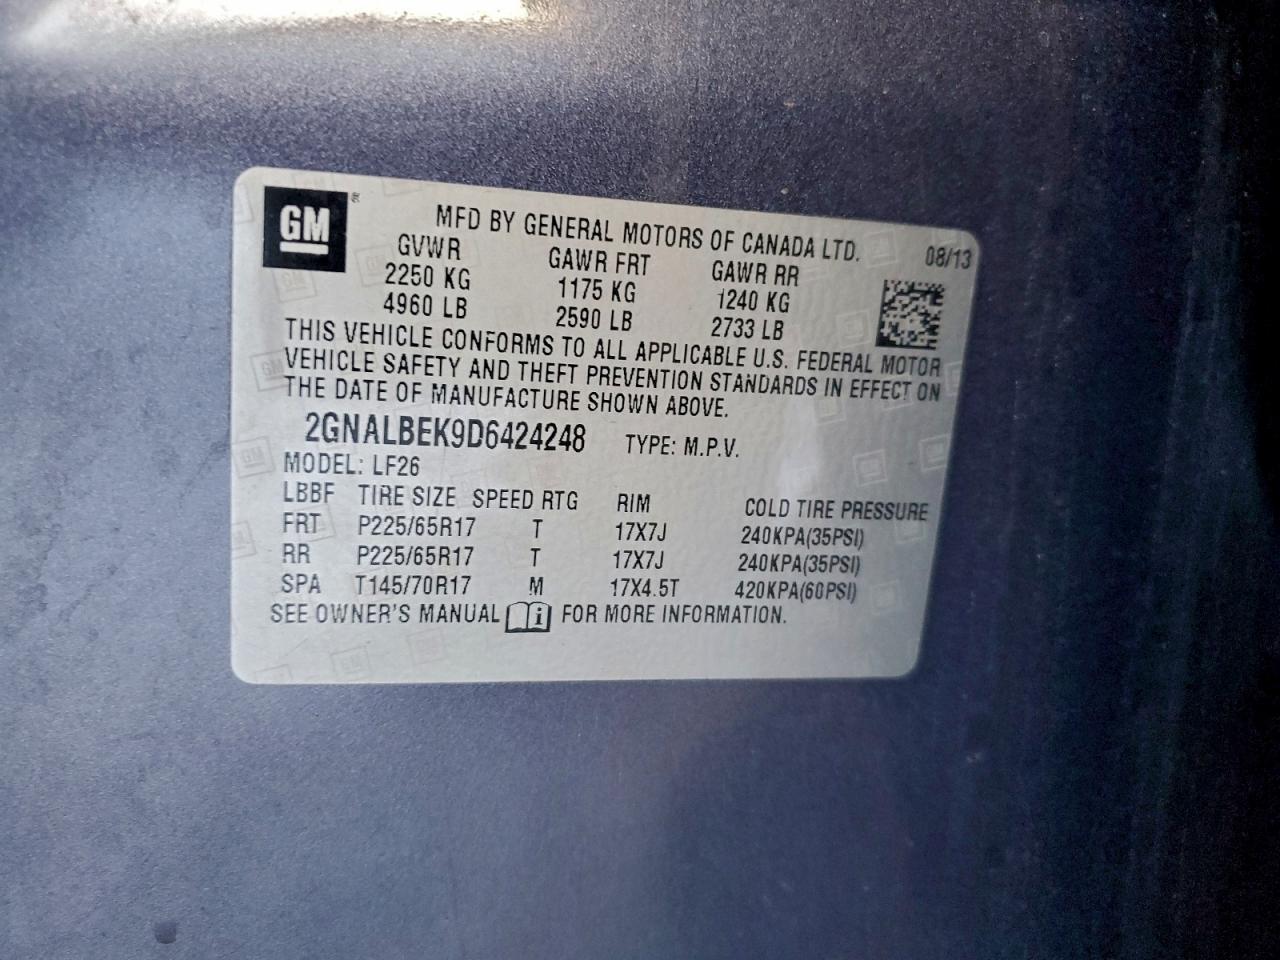 GM ®
MFD BY GENERAL MOTORS OF CANADA LTD.
08/13
GVWR GAWR FRT GAWR RR
2250 KG 1175 KG 1240 KG
4960 LB 2590 LB 2733 LB
THIS VEHICLE CONFORMS TO ALL APPLICABLE U.S. FEDERAL MOTOR
VEHICLE SAFETY AND THEFT PREVENTION STANDARDS IN EFFECT ON
THE DATE OF MANUFACTURE SHOWN ABOVE.
2GNALBEK9D6424248 TYPE: M.P.V.
MODEL: LF26
LBBF TIRE SIZE SPEED RTG RIM COLD TIRE PRESSURE
FRT P225/65R17 T 17X7J 240KPA(35PSI)
RR P225/65R17 T 17X7J 240KPA(35PSI)
SPA T145/70R17 M 17X4.5T 420KPA(60PSI)
SEE OWNER'S MANUAL i FOR MORE INFORMATION.